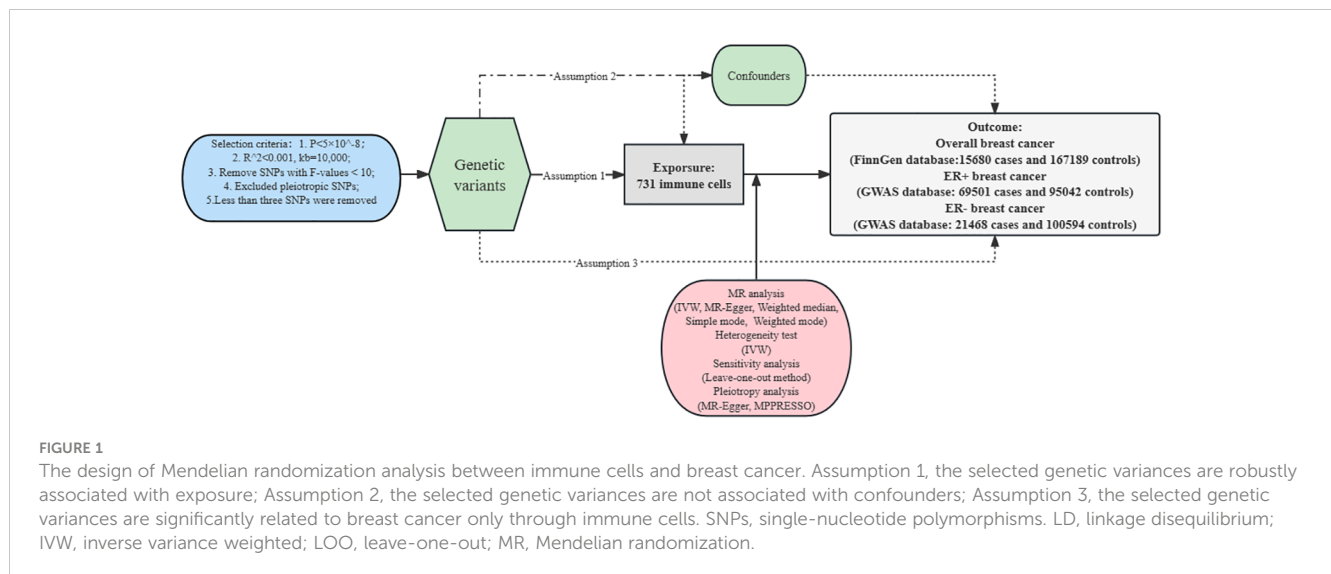 Assumption 2
Confounders
Selection criteria: 1. P<5×10^-8;
2. R^2<0.001, kb=10,000;
3. Remove SNPs with F-values < 10;
4. Excluded pleiotropic SNPs;
5.Less than three SNPs were removed
Genetic
variants
Assumption 1
Exporsure:
731 immune cells
Outcome:
Overall breast cancer
(FinnGen database:15680 cases and 167189 controls)
ER+ breast cancer
(GWAS database: 69501 cases and 95042 controls)
ER- breast cancer
(GWAS database: 21468 cases and 100594 controls)
Assumption 3
MR analysis
(IVW, MR-Egger, Weighted median,
Simple mode, Weighted mode)
Heterogeneity test
(IVW)
Sensitivity analysis
(Leave-one-out method)
Pleiotropy analysis
(MR-Egger, MPPRESSO)
FIGURE 1
The design of Mendelian randomization analysis between immune cells and breast cancer. Assumption 1, the selected genetic variances are robustly
associated with exposure; Assumption 2, the selected genetic variances are not associated with confounders; Assumption 3, the selected genetic
variances are significantly related to breast cancer only through immune cells. SNPs, single-nucleotide polymorphisms. LD, linkage disequilibrium;
IVW, inverse variance weighted; LOO, leave-one-out; MR, Mendelian randomization.